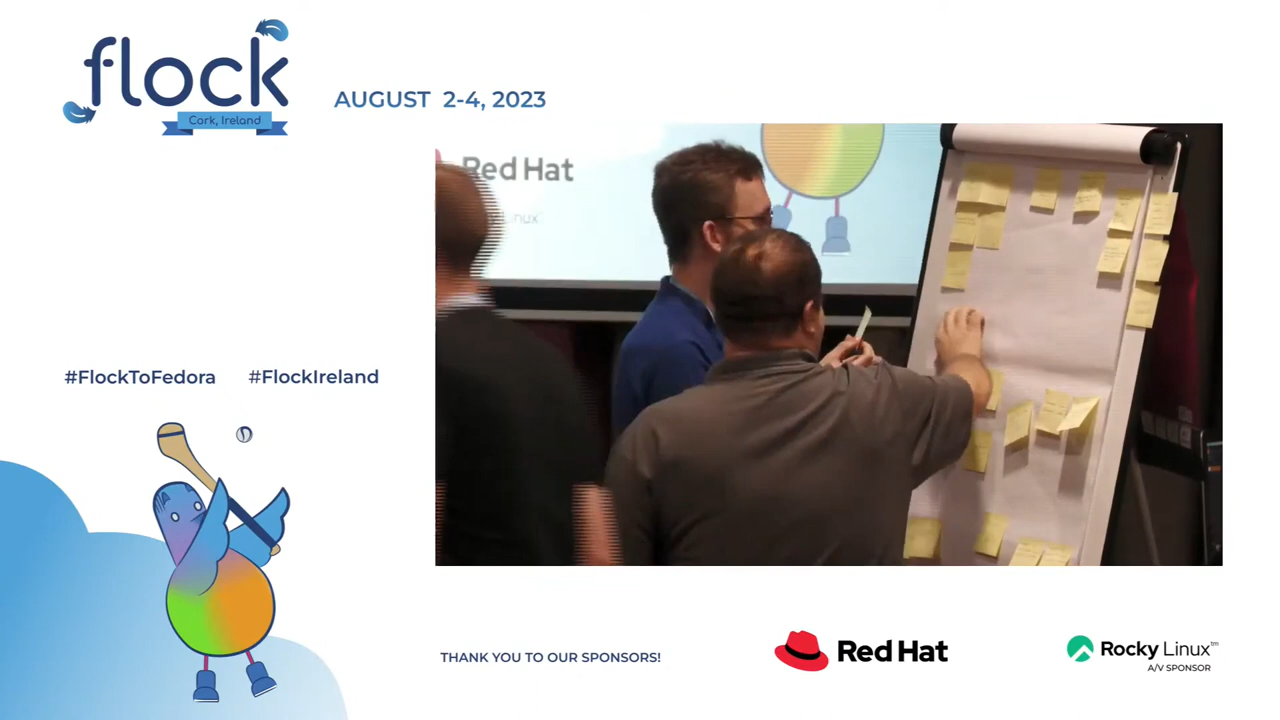 flock
Cork, Ireland
AUGUST 2-4, 2023
Red Hat
#FlockToFedora #FlockIreland
THANK YOU TO OUR SPONSORS!
Red Hat
Rocky Linux™
A/V SPONSOR